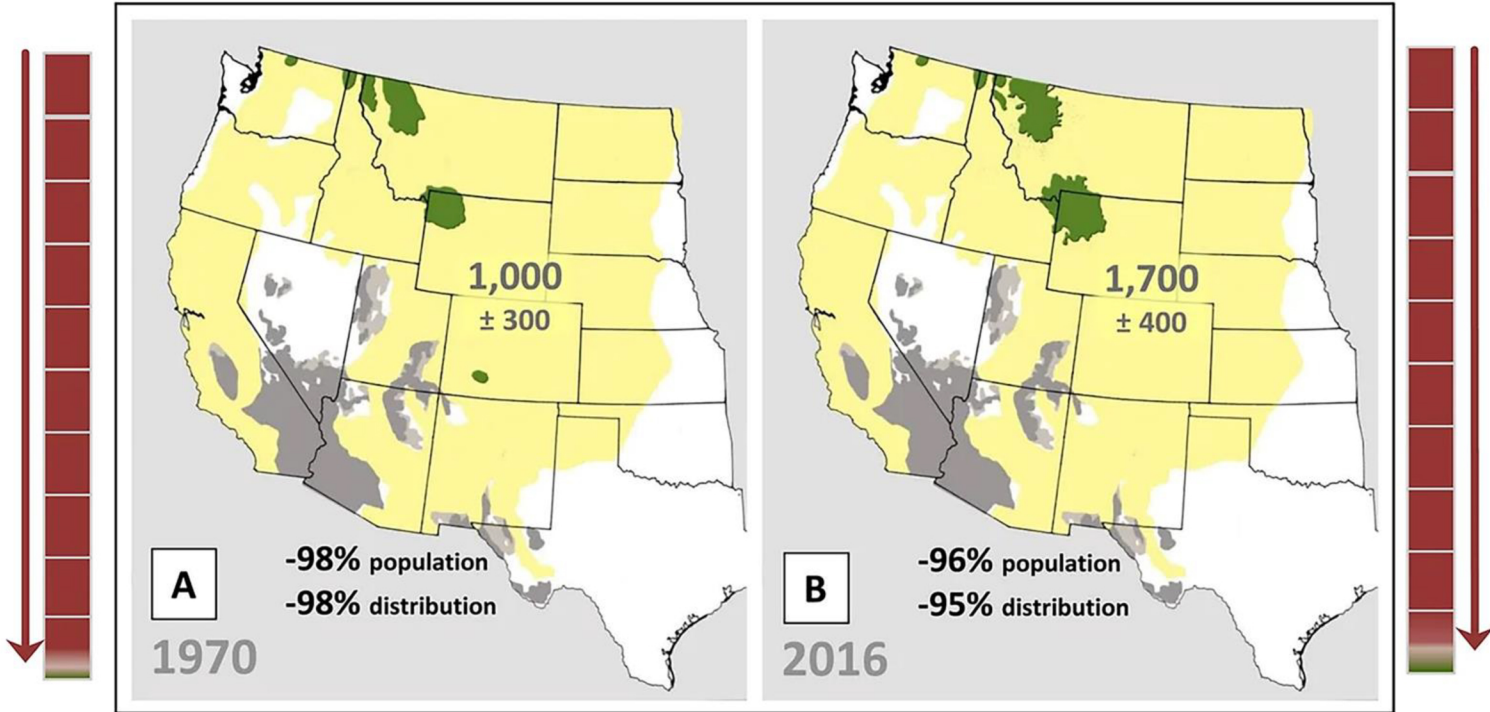 1,000
± 300
-98% population
-98% distribution
A
1970
1,700
± 400
-96% population
-95% distribution
B
2016